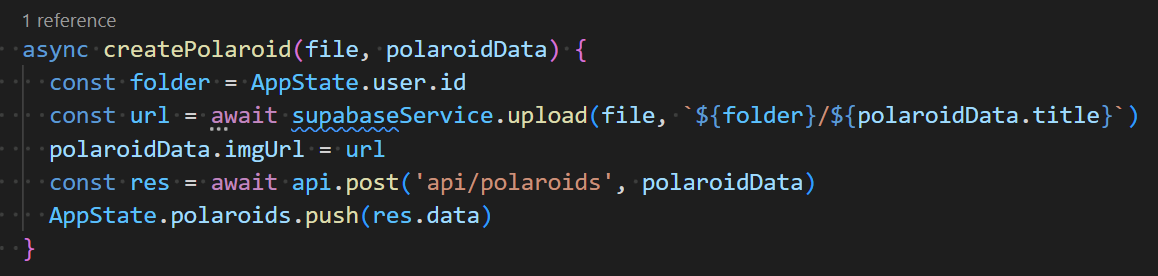 1 reference
async createPolaroid(file, polaroidData) {
const folder = AppState.user.id
const url = await supabaseService.upload(file, `${folder}/${polaroidData.title}`)
polaroidData.imgUrl = url
const res = await api.post('api/polaroids', polaroidData)
AppState.polaroids.push(res.data)
}